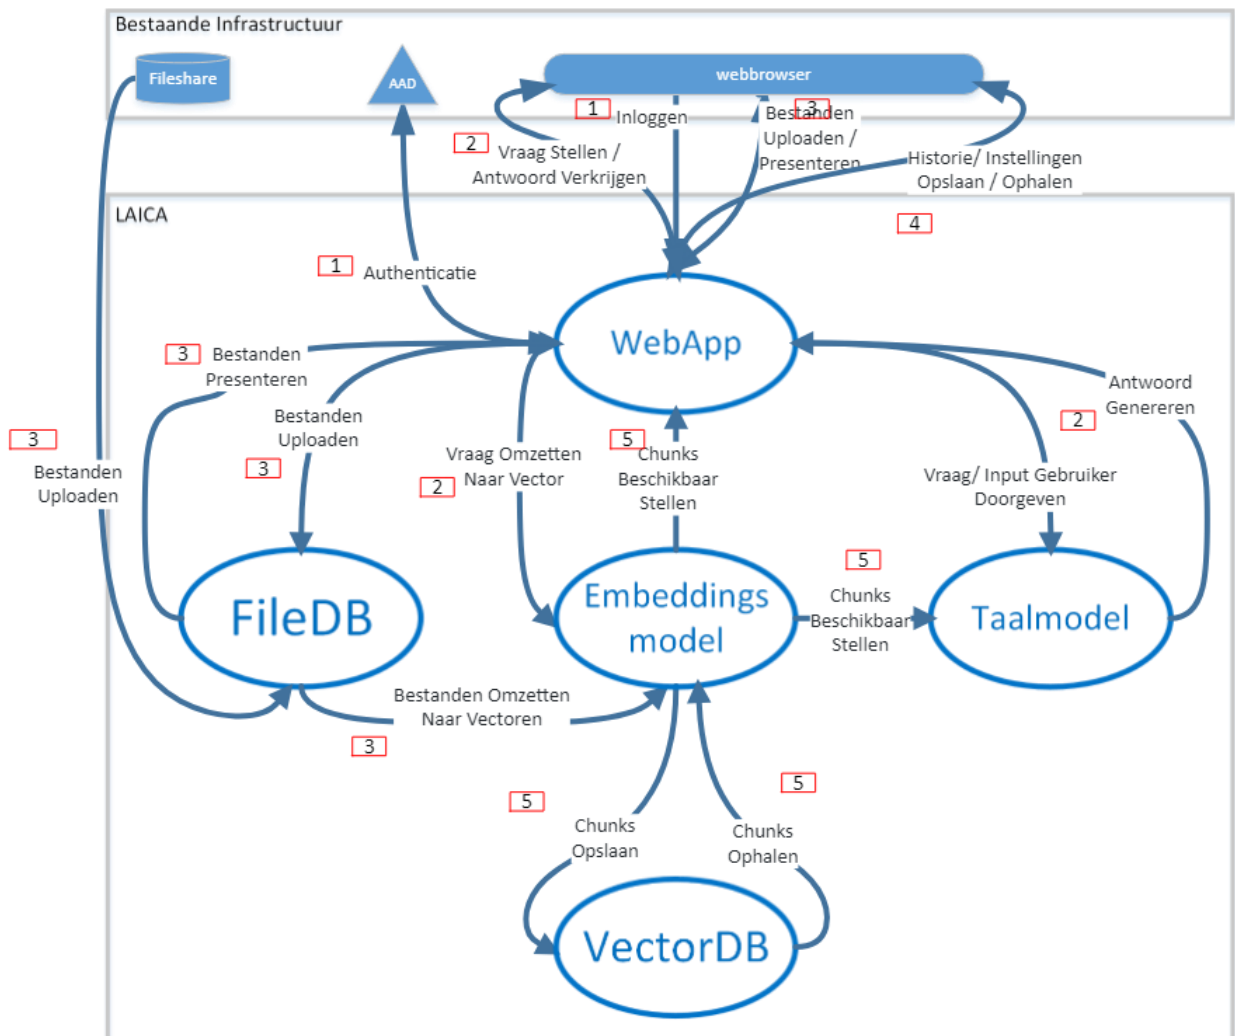 Bestaande Infrastructuur
Fileshare
AAD
webbrowser
1
Inloggen
3
Bestanden
Uploaden /
Presenteren
2
Vraag Stellen /
Antwoord Verkrijgen
Historie/ Instellingen
Opslaan / Ophalen
4
LAICA
1
Authenticatie
WebApp
3
Bestanden
Presenteren
Bestanden
Uploaden
3
3
Bestanden
Uploaden
Vraag Omzetten
Naar Vector
2
5
Chunks
Beschikbaar
Stellen
Antwoord
Genereren
2
Vraag/ Input Gebruiker
Doorgeven
FileDB
Embeddings
model
5
Chunks
Beschikbaar
Stellen
Taalmodel
Bestanden Omzetten
Naar Vectoren
3
5
Chunks
Opslaan
5
Chunks
Ophalen
VectorDB